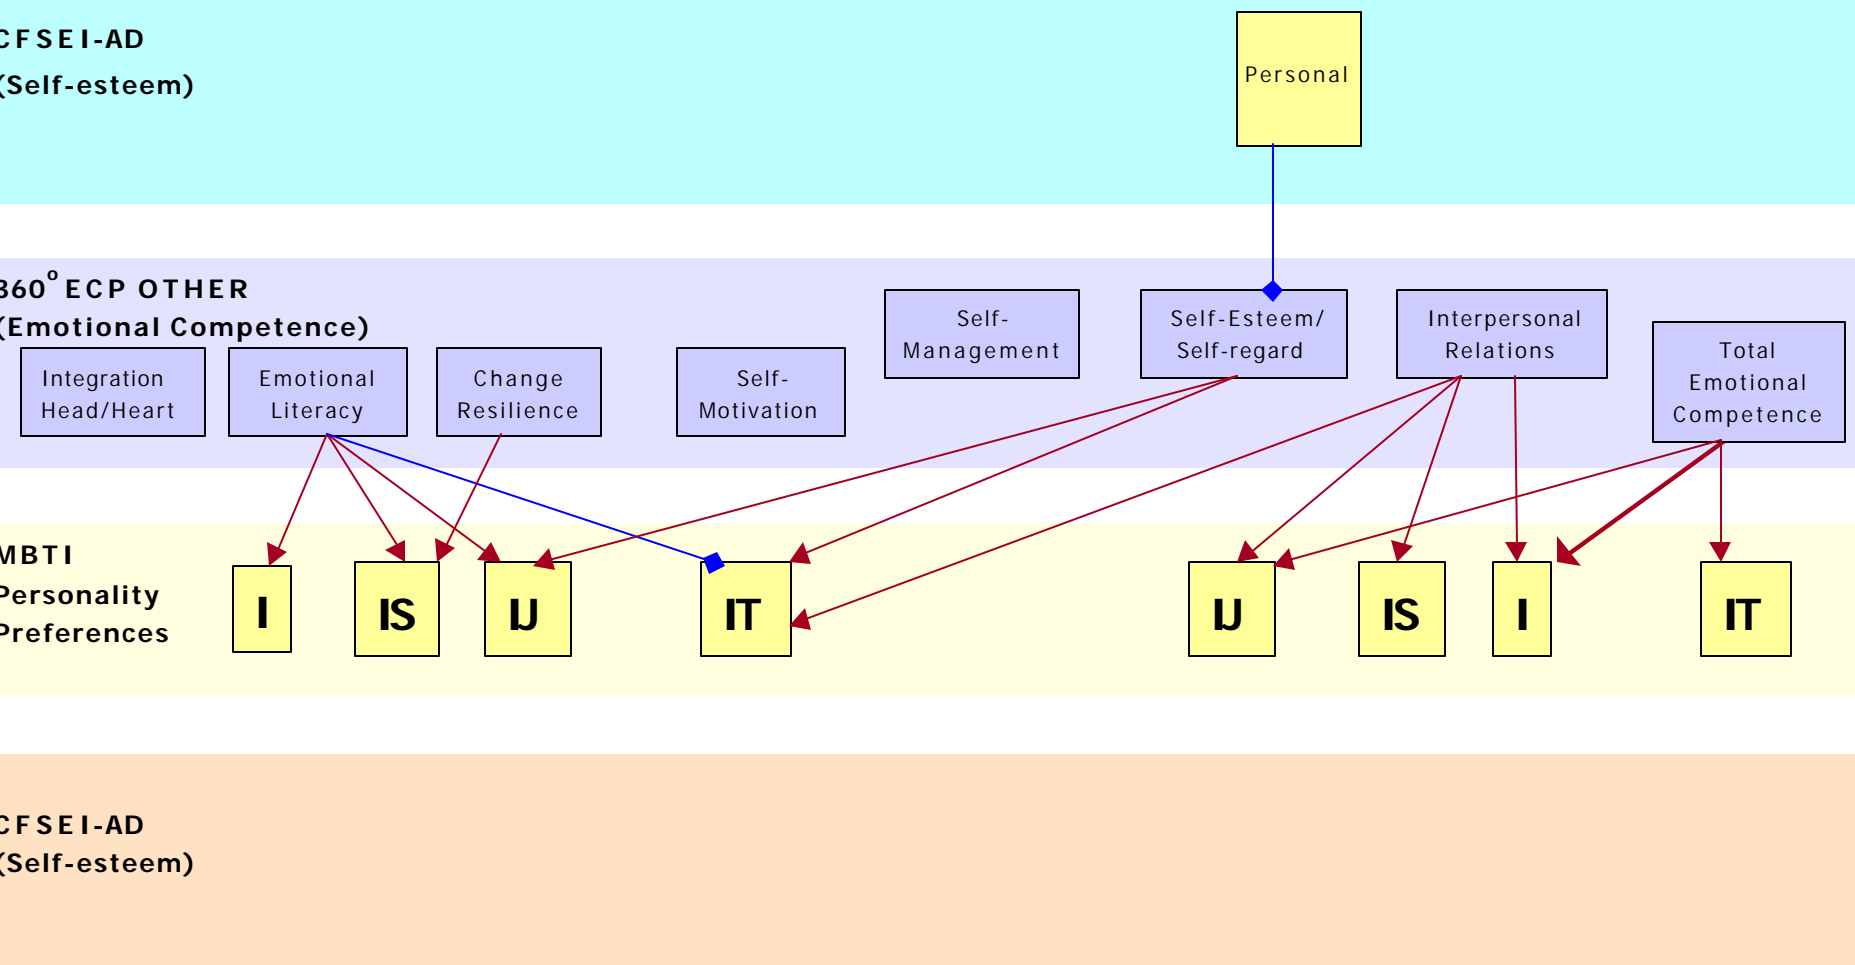 CFSEI-AD
(Self-esteem)
Personal
360° ECP OTHER
(Emotional Competence)
Integration
Head/Heart
Emotional
Literacy
Change
Resilience
Self-
Motivation
Self-
Management
Self-Esteem/
Self-regard
Interpersonal
Relations
Total
Emotional
Competence
MBTI
Personality
Preferences
I
IS
IJ
IT
IJ
IS
I
IT
CFSEI-AD
(Self-esteem)